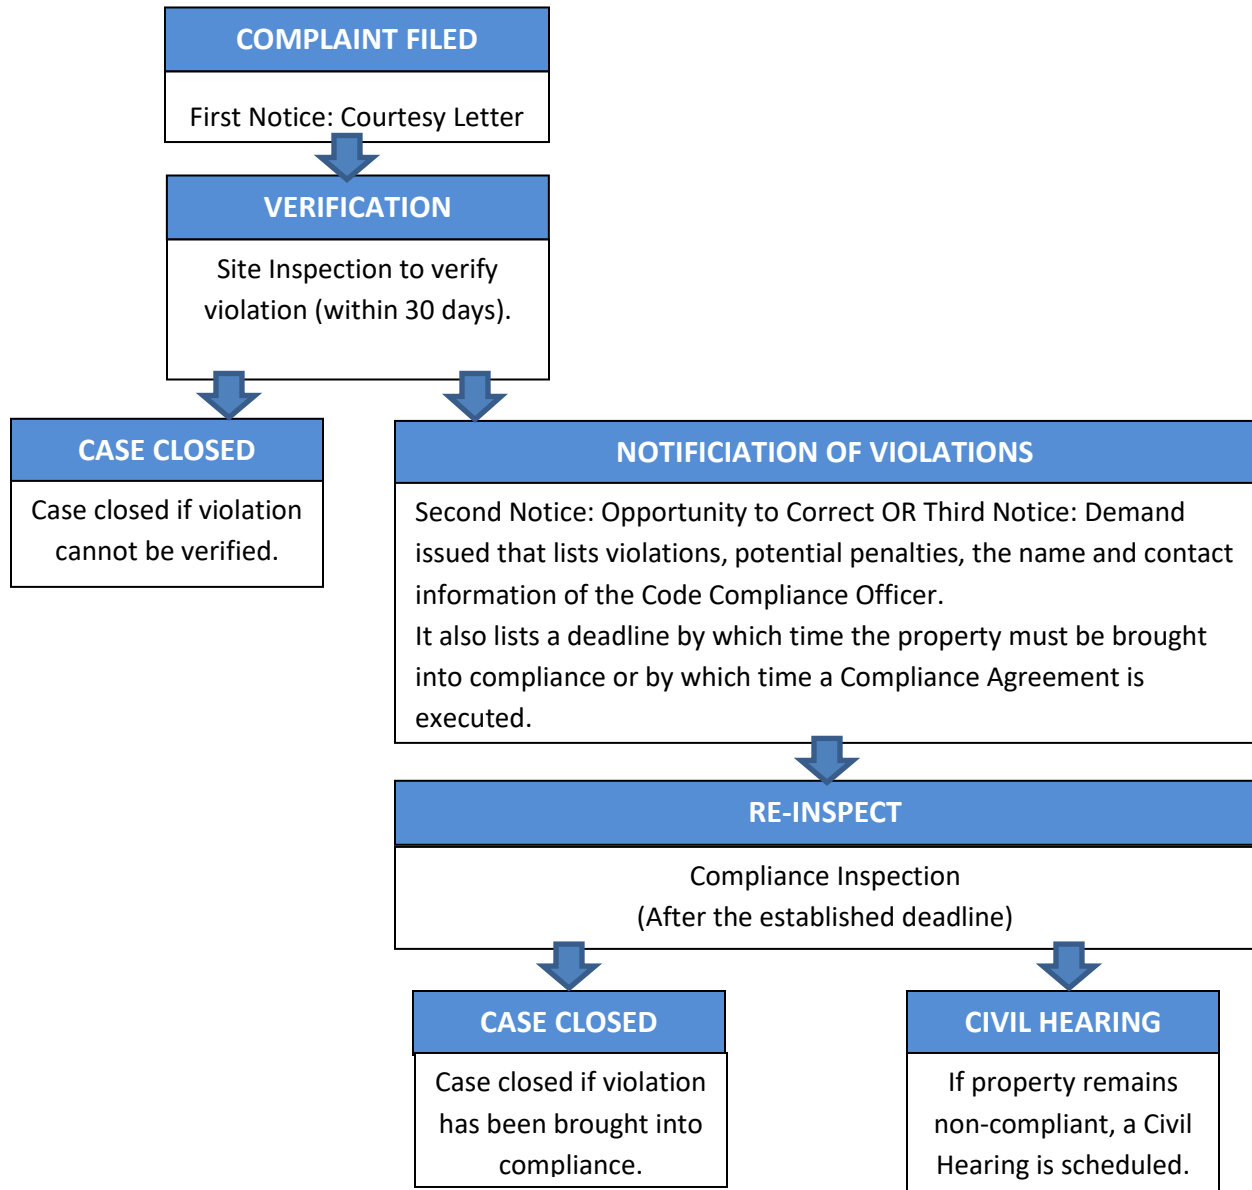 COMPLAINT FILED
First Notice: Courtesy Letter
VERIFICATION
Site Inspection to verify
violation (within 30 days).
CASE CLOSED
Case closed if violation
cannot be verified.
NOTIFICIATION OF VIOLATIONS
Second Notice: Opportunity to Correct OR Third Notice: Demand
issued that lists violations, potential penalties, the name and contact
information of the Code Compliance Officer.
It also lists a deadline by which time the property must be brought
into compliance or by which time a Compliance Agreement is
executed.
RE-INSPECT
Compliance Inspection
(After the established deadline)
CASE CLOSED
Case closed if violation
has been brought into
compliance.
CIVIL HEARING
If property remains
non-compliant, a Civil
Hearing is scheduled.